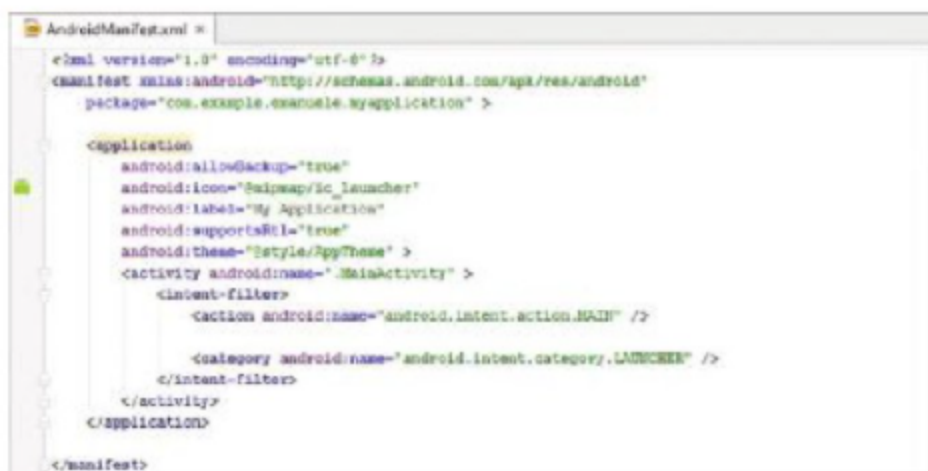 AndroidManifest.xml ×
<?xml version="1.0" encoding="utf-8"?>
<manifest xmlns:android="http://schemas.android.com/apk/res/android"
package="com.example.emanuele.myapplication" >
<application
android:allowBackup="true"
android:icon="@mipmap/ic_launcher"
android:label="My Application"
android:supportsRtl="true"
android:theme="@style/AppTheme" >
<activity android:name=".MainActivity" >
<intent-filter>
<action android:name="android.intent.action.MAIN" />
<category android:name="android.intent.category.LAUNCHER" />
</intent-filter>
</activity>
</application>
</manifest>